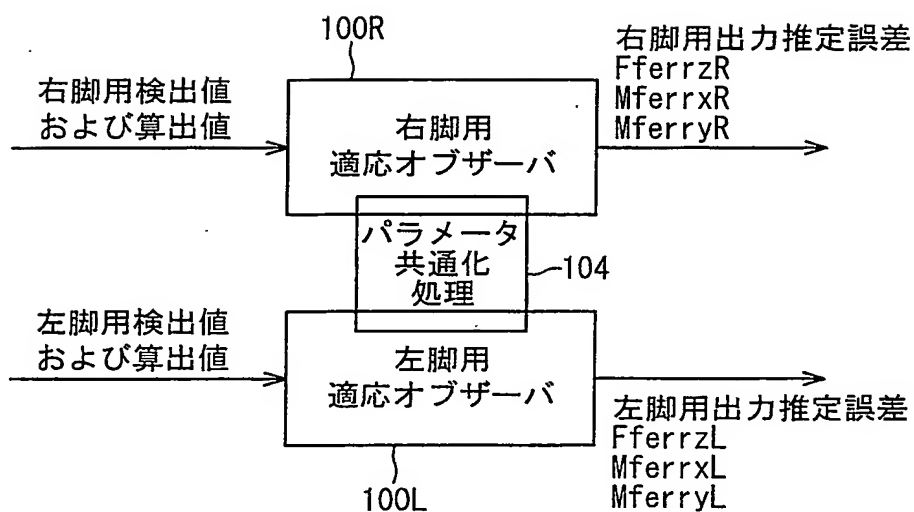 100R
右脚用検出値
および算出値
右脚用
適応オブザーバ
右脚用出力推定誤差
FferrzR
MferrxR
MferryR
パラメータ
共通化
処理
104
左脚用検出値
および算出値
左脚用
適応オブザーバ
左脚用出力推定誤差
FferrzL
MferrxL
MferryL
100L